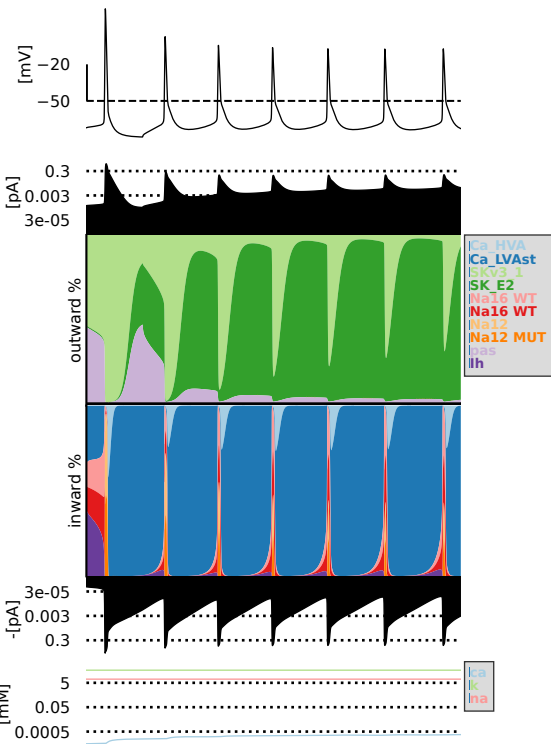 [mV]
−20
−50
[pA]
0.3
0.003
3e-05
outward %
Ca_HVA
Ca_LVAst
SKv3_1
SK_E2
Na16 WT
Na16 WT
Na12
Na12 MUT
pas
Ih
inward %
-[pA]
3e-05
0.003
0.3
[mM]
5
0.05
0.0005
ca
k
na